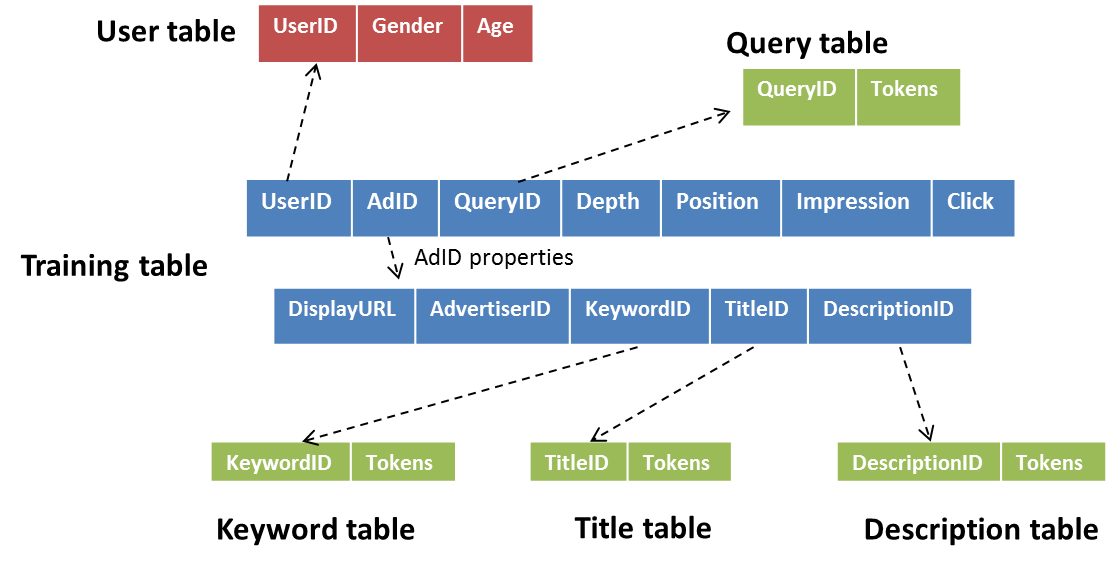 User table
UserID Gender Age
Query table
QueryID Tokens
UserID AdID QueryID Depth Position Impression Click
Training table
AdID properties
DisplayURL AdvertiserID KeywordID TitleID DescriptionID
KeywordID Tokens
TitleID Tokens
DescriptionID Tokens
Keyword table
Title table
Description table